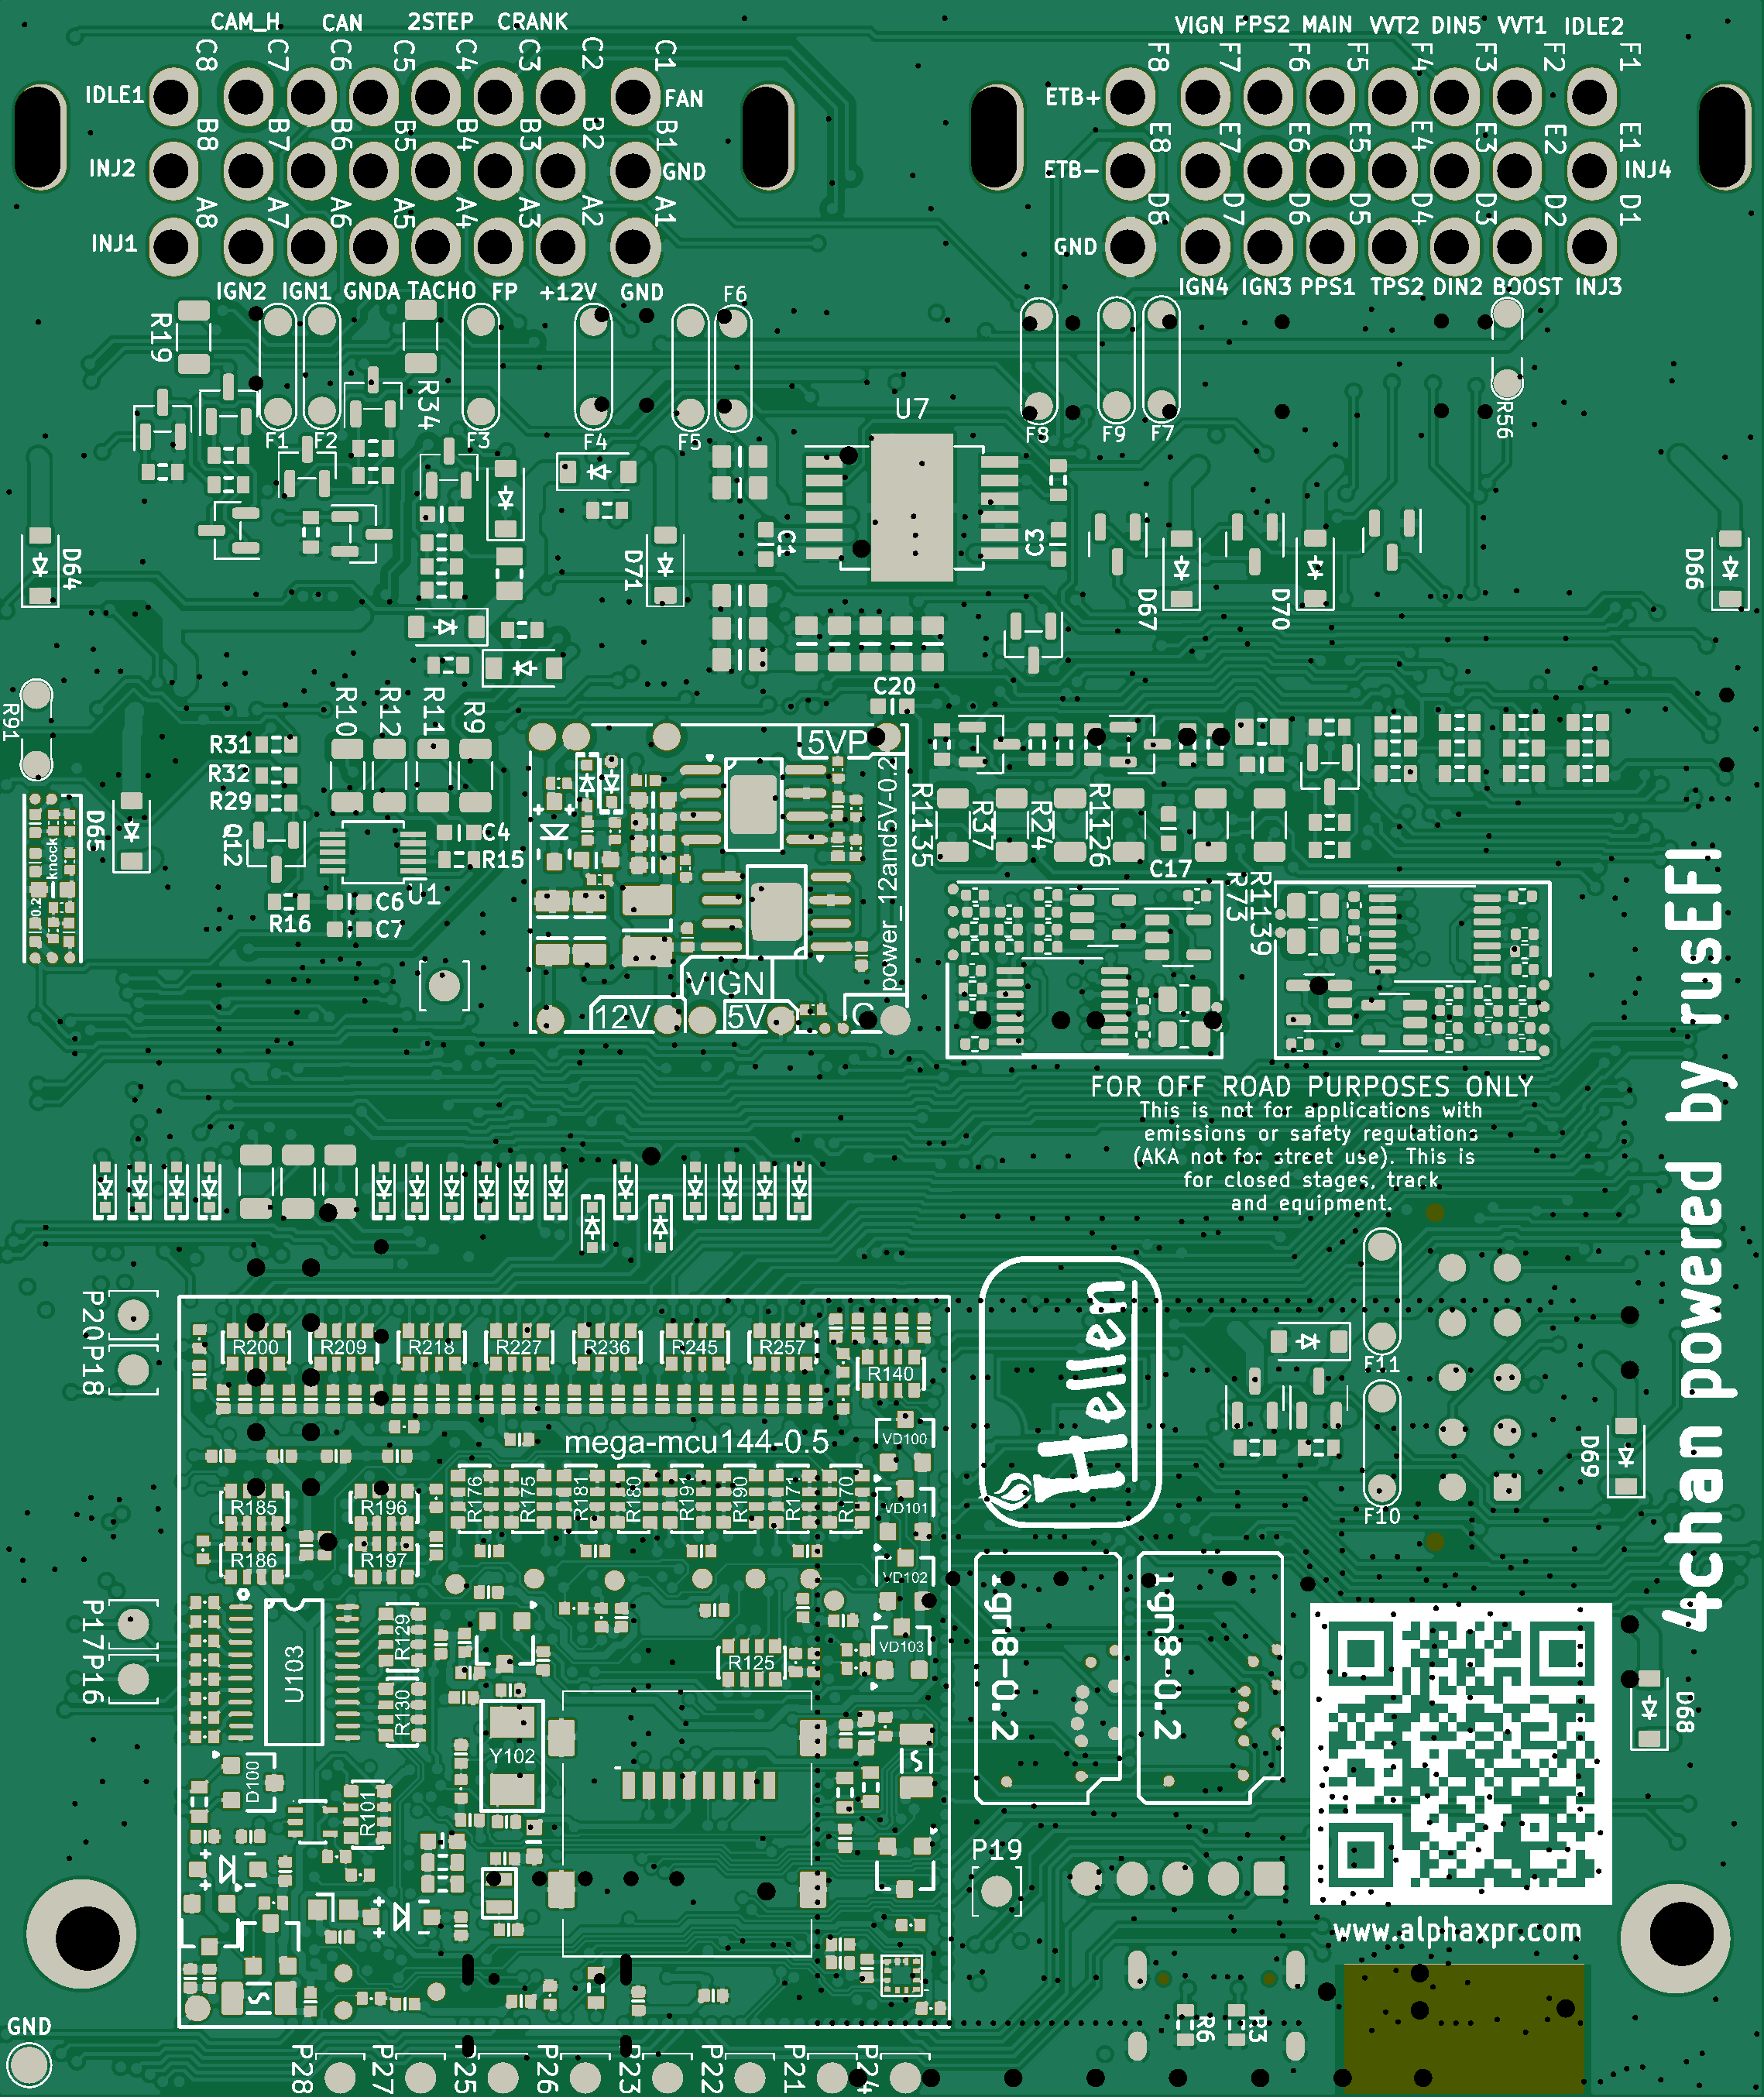 CAM_H CAN 2STEP CRANK
C8 C7 C6 C5 C4 C3 C2 C1
IDLE1 FAN
B8 B7 B6 B5 B4 B3 B2 B1
INJ2 GND
A8 A7 A6 A5 A4 A3 A2 A1
INJ1
IGN2 IGN1 GNDA TACHO FP +12V GND
VIGN PPS2 MAIN VVT2 DIN5 VVT1 IDLE2
F8 F7 F6 F5 F4 F3 F2 F1
ETB+
E8 E7 E6 E5 E4 E3 E2 E1
ETB- INJ4
D8 D7 D6 D5 D4 D3 D2 D1
GND
IGN4 IGN3 PPS1 TPS2 DIN2 BOOST INJ3
R19
F1
F2
R34
F3
F4
F5
F6
U7
F8
F9
F7
R56
D64
D71
C1
C3
D67
D70
D66
R91
R10 R12 R11 R9
R31
R32
R29
Q12
D65
C4
R15
U1
R16
C6
C7
knock
0.2
C20
5VP
power_12and5V-0.2
VIGN
12V
5V
G
R1135
R37
R24
R1126
C17
R73
R1139
4chan powered by rusEFI
FOR OFF ROAD PURPOSES ONLY
This is not for applications with
emissions or safety regulations
(AKA not for street use). This is
for closed stages, track
and equipment.
P20
P18
R200 R209 R218 R227 R236 R245 R257
R140
mega-mcu144-0.5
VD100
R185 R196
R176 R175 R181 R180 R191 R190 R171 R170
VD101
R186 R197
VD102
P17
P16
U103
R129
R130
R125
VD103
Y102
D100
R101
Hellen
F11
F10
D69
ign8-0.2
ign8-0.2
D68
P19
www.alphaxpr.com
R6
R3
GND
P28 P27 P25 P26 P23 P22 P21 P24